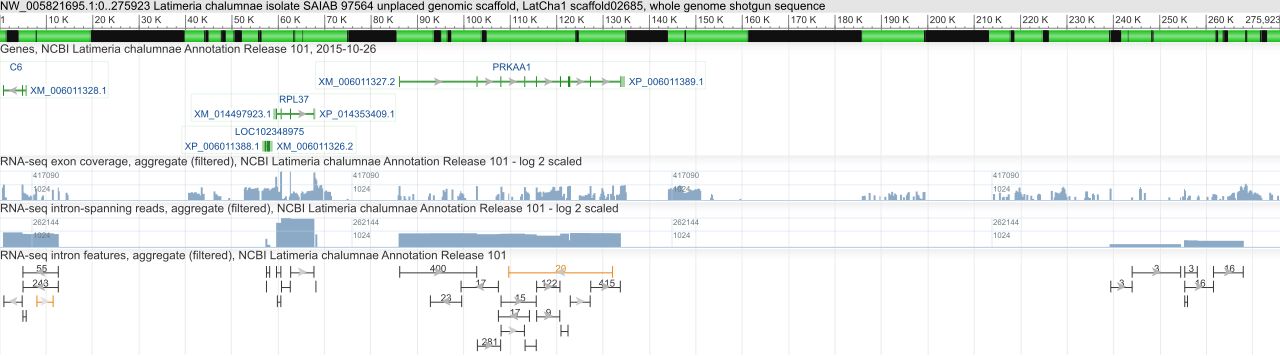 NW_005821695.1:0..275923 Latimeria chalumnae isolate SAIAB 97564 unplaced genomic scaffold, LatCha1 scaffold02685, whole genome shotgun sequence
1 10 K 20 K 30 K 40 K 50 K 60 K 70 K 80 K 90 K 100 K 110 K 120 K 130 K 140 K 150 K 160 K 170 K 180 K 190 K 200 K 210 K 220 K 230 K 240 K 250 K 260 K 275,923
Genes, NCBI Latimeria chalumnae Annotation Release 101, 2015-10-26
C6 PRKAA1
XM_006011327.2 XP_006011389.1
XM_006011328.1
RPL37
XM_014497923.1 XP_014353409.1
LOC102348975
XP_006011388.1 XM_006011326.2
RNA-seq exon coverage, aggregate (filtered), NCBI Latimeria chalumnae Annotation Release 101 - log 2 scaled
417090 417090 417090 417090
1024 1024 1024 1024
RNA-seq intron-spanning reads, aggregate (filtered), NCBI Latimeria chalumnae Annotation Release 101 - log 2 scaled
262144 262144 262144 262144
1024 1024 1024 1024
RNA-seq intron features, aggregate (filtered), NCBI Latimeria chalumnae Annotation Release 101
55 400 20 3 3 16
243 17 122 415 3 16
23 15
17 9
281